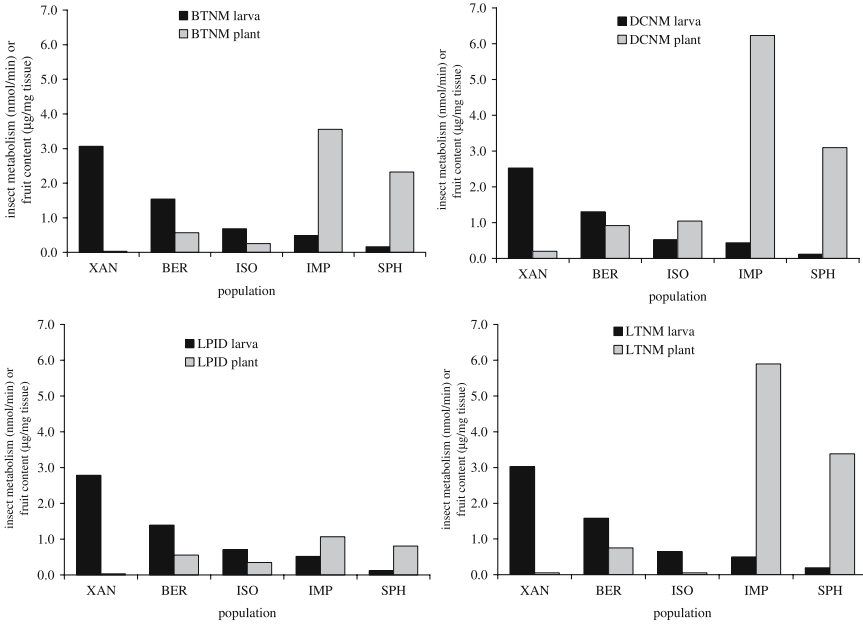 7.0
6.0
5.0
4.0
3.0
2.0
1.0
0.0
insect metabolism (nmol/min) or
fruit content (µg/mg tissue)
BTNM larva
BTNM plant
XAN BER ISO IMP SPH
population
7.0
6.0
5.0
4.0
3.0
2.0
1.0
0.0
insect metabolism (nmol/min) or
fruit content (µg/mg tissue)
DCNM larva
DCNM plant
XAN BER ISO IMP SPH
population
7.0
6.0
5.0
4.0
3.0
2.0
1.0
0.0
insect metabolism (nmol/min) or
fruit content (µg/mg tissue)
LPID larva
LPID plant
XAN BER ISO IMP SPH
population
7.0
6.0
5.0
4.0
3.0
2.0
1.0
0.0
insect metabolism (nmol/min) or
fruit content (µg/mg tissue)
LTNM larva
LTNM plant
XAN BER ISO IMP SPH
population